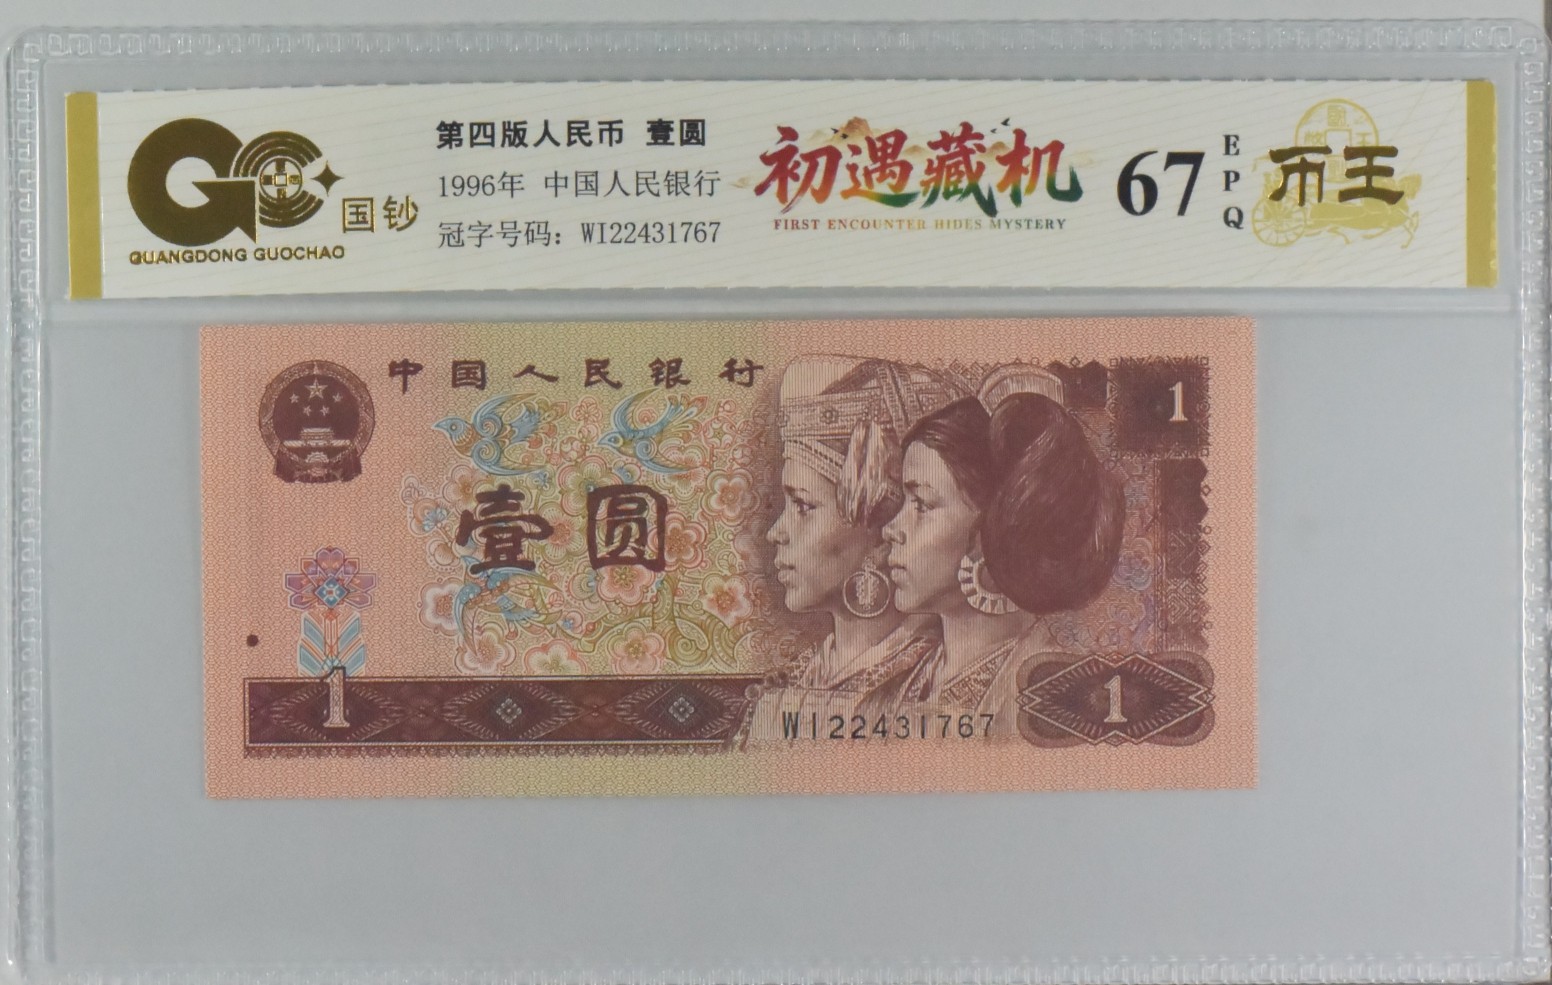 第四版人民币 壹圆
1996年 中国人民银行
冠字号码：WI22431767
GC
国钞
GUANGDONG GUOCHAO
初遇藏机
FIRST ENCOUNTER HIDES MYSTERY
67
EPQ
币王
中国人民银行
1
壹圆
1
WI22431767
1